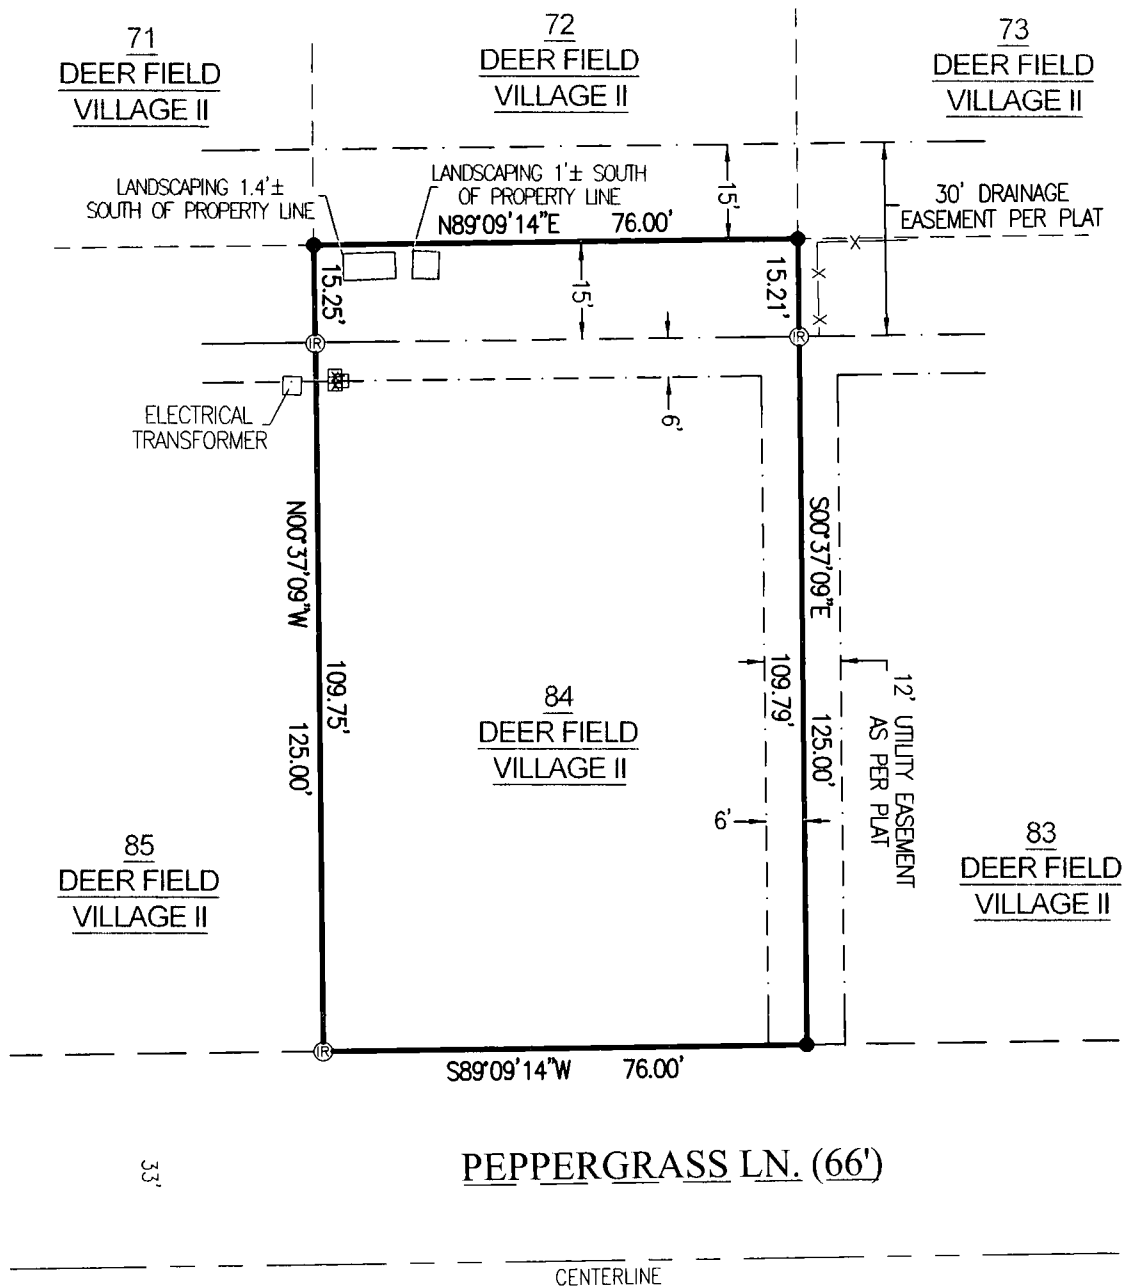 71
DEER FIELD
VILLAGE II
72
DEER FIELD
VILLAGE II
73
DEER FIELD
VILLAGE II
LANDSCAPING 1.4'±
SOUTH OF PROPERTY LINE
LANDSCAPING 1'± SOUTH
OF PROPERTY LINE
15'
30' DRAINAGE
EASEMENT PER PLAT
N89°09'14"E 76.00'
X
X
X
15.25'
15'
15.21'
IR
IR
ELECTRICAL
TRANSFORMER
6'
N00°37'09"W
S00°37'09"E
109.75'
125.00'
84
DEER FIELD
VILLAGE II
109.79'
125.00'
12' UTILITY EASEMENT
AS PER PLAT
6'
85
DEER FIELD
VILLAGE II
83
DEER FIELD
VILLAGE II
IR
S89°09'14"W 76.00'
33'
PEPPERGRASS LN. (66')
CENTERLINE